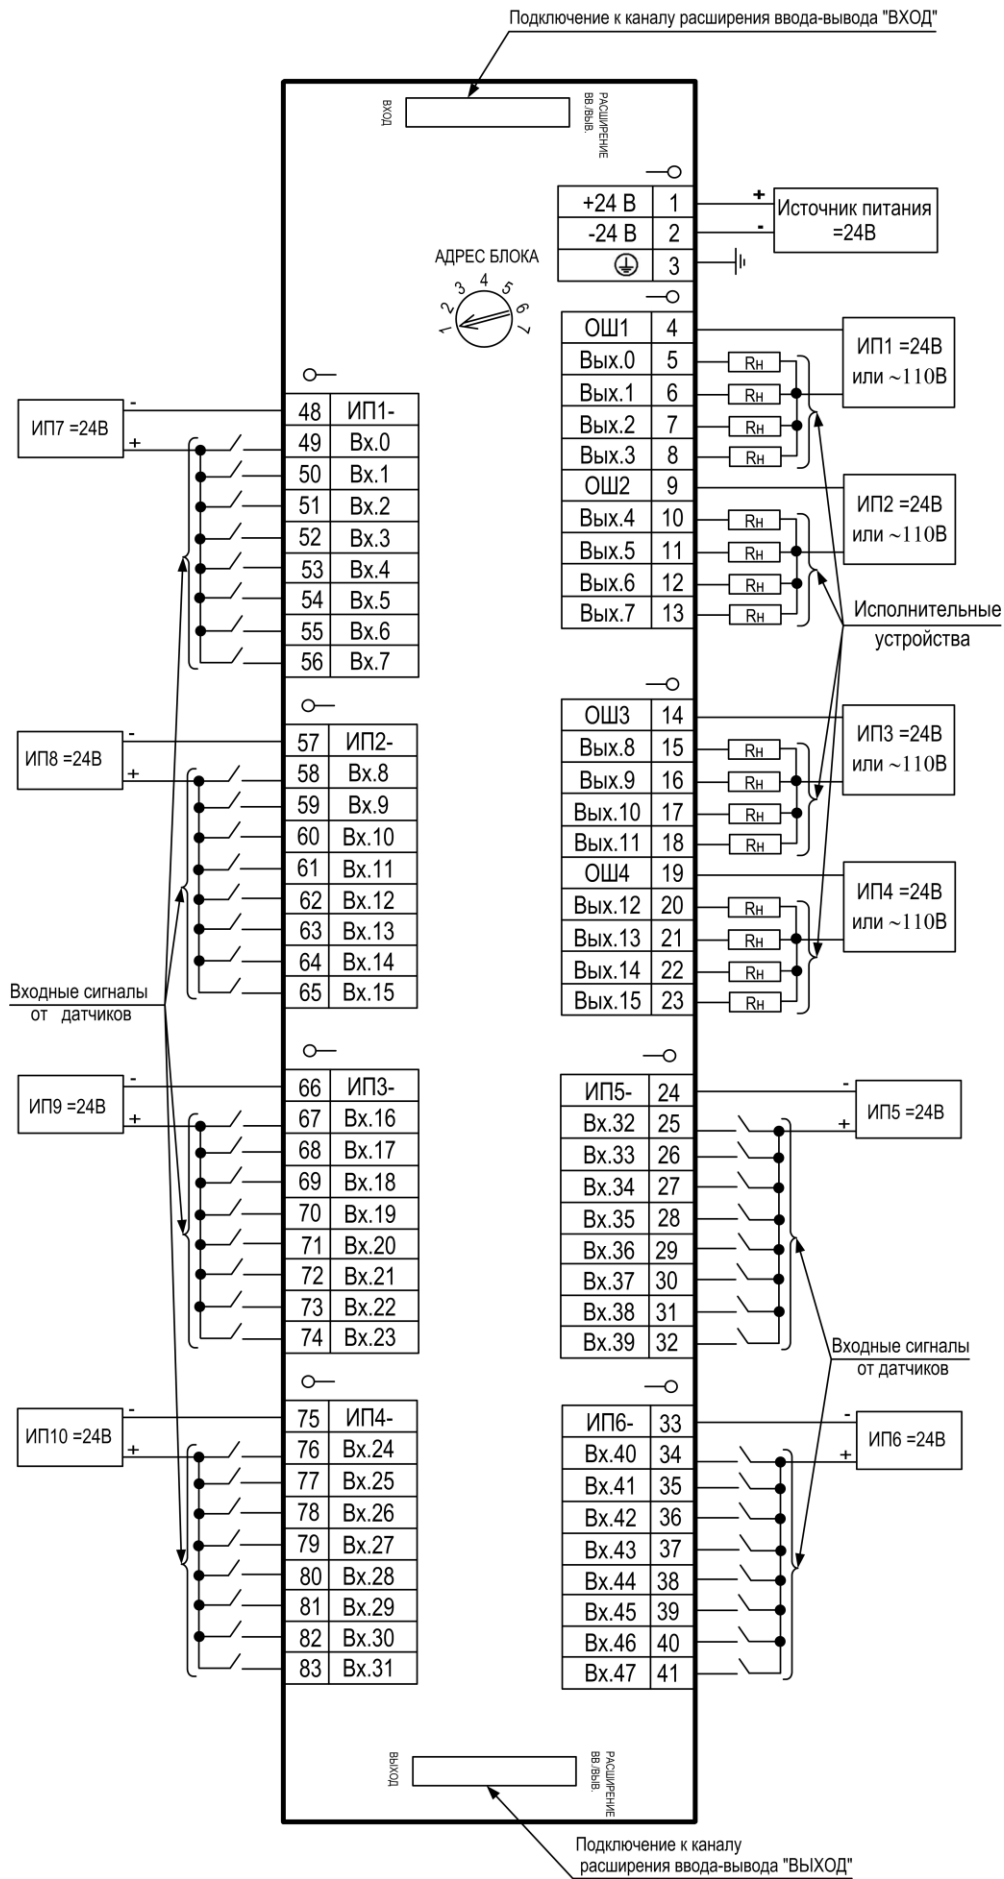 Подключение к каналу расширения ввода-вывода "ВХОД"
ВХОД
РАСШИРЕНИЕ
ВВ./ВЫВ.
+24 В 1
-24 В 2
3
+
-
Источник питания
=24В
АДРЕС БЛОКА
1 2 3 4 5 6 7
ОШ1 4
Вых.0 5 Rн
Вых.1 6 Rн
Вых.2 7 Rн
Вых.3 8 Rн
ИП1 =24В
или ~110В
ОШ2 9
Вых.4 10 Rн
Вых.5 11 Rн
Вых.6 12 Rн
Вых.7 13 Rн
ИП2 =24В
или ~110В
Исполнительные
устройства
ОШ3 14
Вых.8 15 Rн
Вых.9 16 Rн
Вых.10 17 Rн
Вых.11 18 Rн
ИП3 =24В
или ~110В
ОШ4 19
Вых.12 20 Rн
Вых.13 21 Rн
Вых.14 22 Rн
Вых.15 23 Rн
ИП4 =24В
или ~110В
ИП7 =24В
-
+
48 ИП1-
49 Вх.0
50 Вх.1
51 Вх.2
52 Вх.3
53 Вх.4
54 Вх.5
55 Вх.6
56 Вх.7
ИП8 =24В
-
+
57 ИП2-
58 Вх.8
59 Вх.9
60 Вх.10
61 Вх.11
62 Вх.12
63 Вх.13
64 Вх.14
65 Вх.15
Входные сигналы
от датчиков
ИП9 =24В
-
+
66 ИП3-
67 Вх.16
68 Вх.17
69 Вх.18
70 Вх.19
71 Вх.20
72 Вх.21
73 Вх.22
74 Вх.23
ИП10 =24В
-
+
75 ИП4-
76 Вх.24
77 Вх.25
78 Вх.26
79 Вх.27
80 Вх.28
81 Вх.29
82 Вх.30
83 Вх.31
ИП5- 24
Вх.32 25
Вх.33 26
Вх.34 27
Вх.35 28
Вх.36 29
Вх.37 30
Вх.38 31
Вх.39 32
-
+
ИП5 =24В
Входные сигналы
от датчиков
ИП6- 33
Вх.40 34
Вх.41 35
Вх.42 36
Вх.43 37
Вх.44 38
Вх.45 39
Вх.46 40
Вх.47 41
-
+
ИП6 =24В
ВЫХОД
РАСШИРЕНИЕ
ВВ./ВЫВ.
Подключение к каналу
расширения ввода-вывода "ВЫХОД"